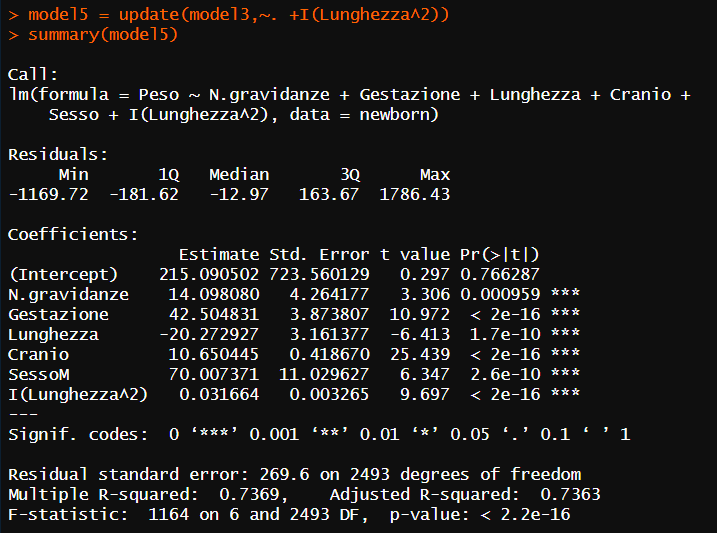 > model5 = update(model3,~. +I(Lunghezza^2))
> summary(model5)
Call:
lm(formula = Peso ~ N.gravidanze + Gestazione + Lunghezza + Cranio +
    Sesso + I(Lunghezza^2), data = newborn)
Residuals:
     Min       1Q   Median       3Q      Max
-1169.72  -181.62   -12.97   163.67  1786.43
Coefficients:
                 Estimate Std. Error t value Pr(>|t|)
(Intercept)    215.090502 723.560129   0.297 0.766287
N.gravidanze    14.098080   4.264177   3.306 0.000959 ***
Gestazione      42.504831   3.873807  10.972  < 2e-16 ***
Lunghezza      -20.272927   3.161377  -6.413  1.7e-10 ***
Cranio          10.650445   0.418670  25.439  < 2e-16 ***
SessoM          70.007371  11.029627   6.347  2.6e-10 ***
I(Lunghezza^2)   0.031664   0.003265   9.697  < 2e-16 ***
---
Signif. codes:  0 ‘***’ 0.001 ‘**’ 0.01 ‘*’ 0.05 ‘.’ 0.1 ‘ ’ 1
Residual standard error: 269.6 on 2493 degrees of freedom
Multiple R-squared:  0.7369,    Adjusted R-squared:  0.7363
F-statistic:  1164 on 6 and 2493 DF,  p-value: < 2.2e-16